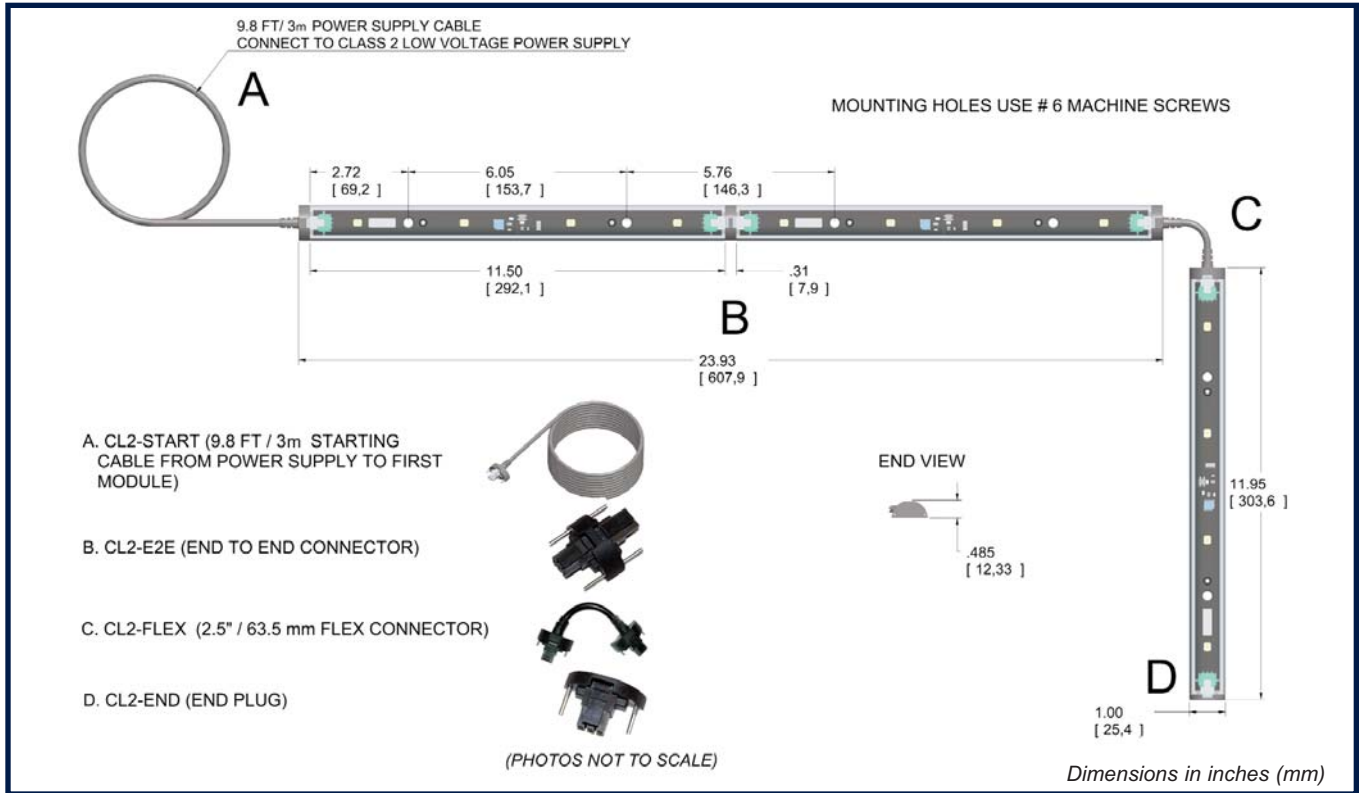 9.8 FT/ 3m POWER SUPPLY CABLE
CONNECT TO CLASS 2 LOW VOLTAGE POWER SUPPLY
A
MOUNTING HOLES USE # 6 MACHINE SCREWS
2.72
[ 69,2 ]
6.05
[ 153,7 ]
5.76
[ 146,3 ]
C
11.50
[ 292,1 ]
.31
[ 7,9 ]
B
23.93
[ 607,9 ]
11.95
[ 303,6 ]
A. CL2-START (9.8 FT / 3m STARTING
CABLE FROM POWER SUPPLY TO FIRST
MODULE)
END VIEW
.485
[ 12,33 ]
B. CL2-E2E (END TO END CONNECTOR)
C. CL2-FLEX (2.5" / 63.5 mm FLEX CONNECTOR)
D. CL2-END (END PLUG)
D
1.00
[ 25,4 ]
(PHOTOS NOT TO SCALE)
Dimensions in inches (mm)